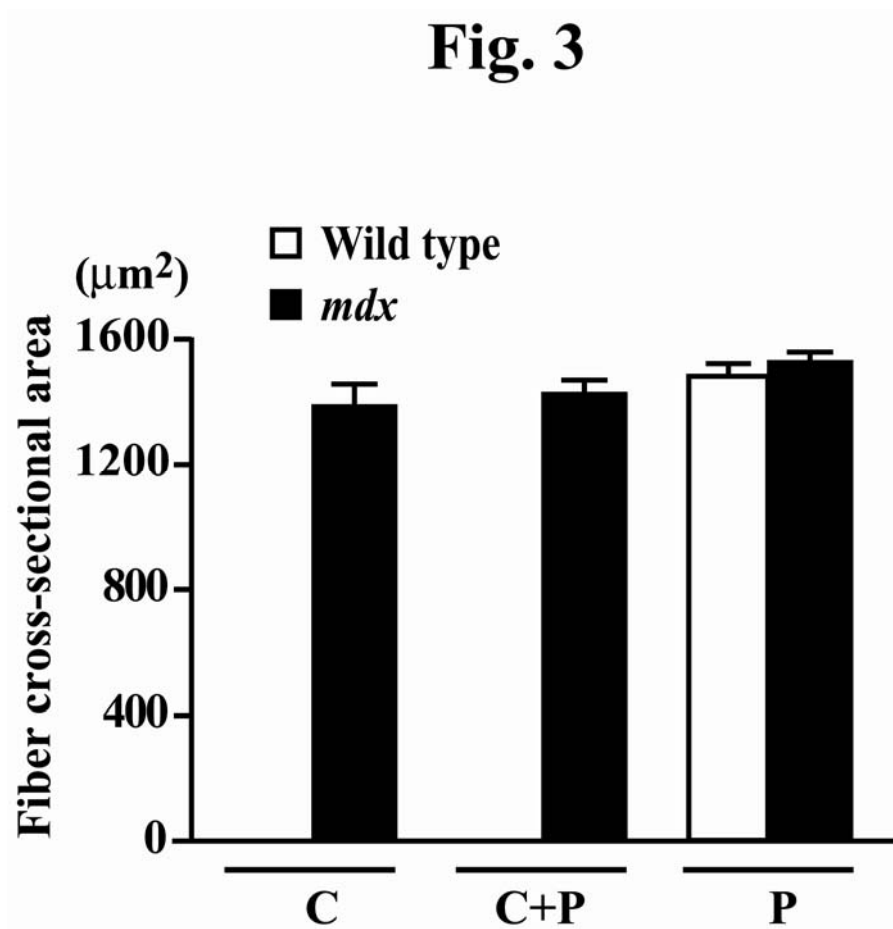 Fig. 3
(μm²)
Wild type
mdx
Fiber cross-sectional area
1600
1200
800
400
0
C
C+P
P